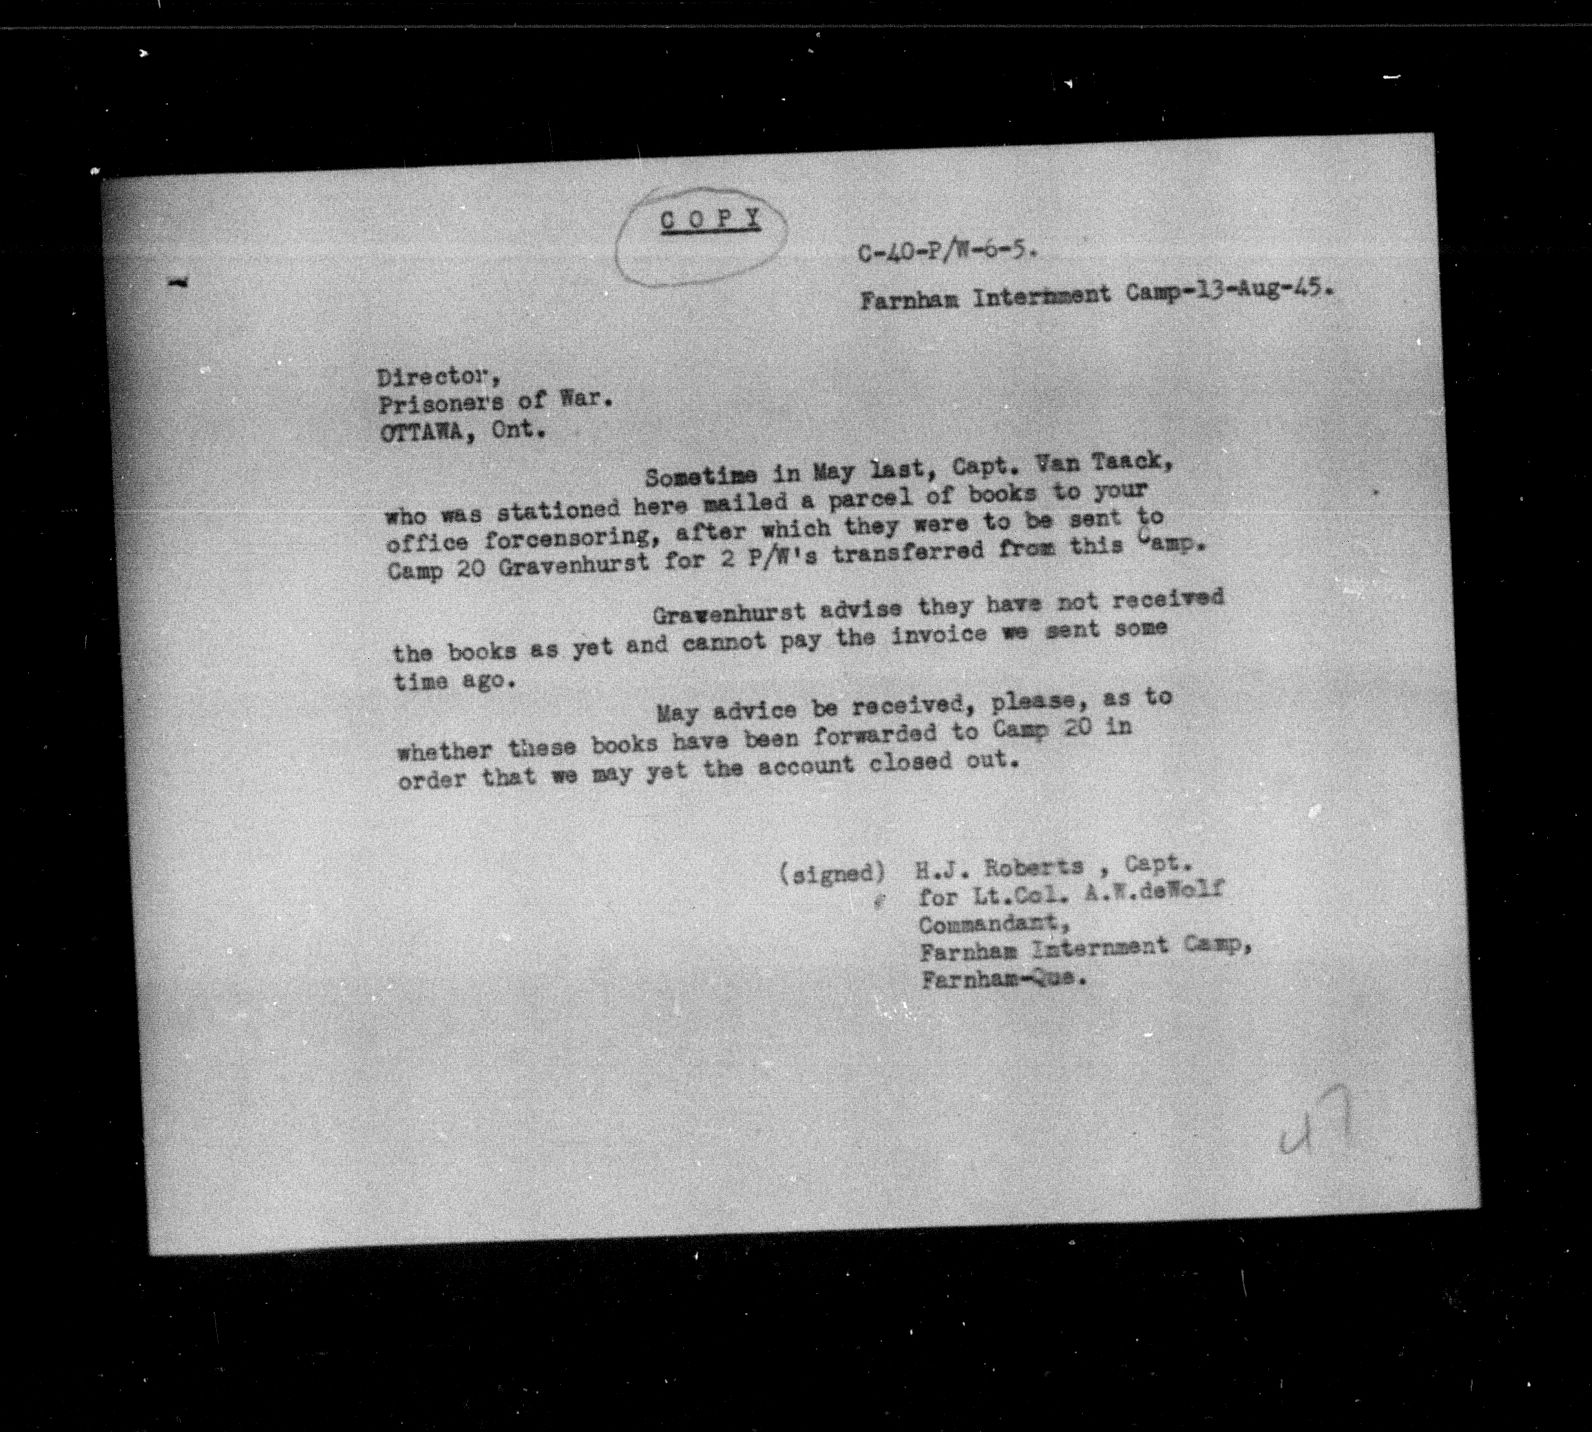 C O P Y
C-40-P/W-6-5.
Farnham Internment Camp-13-Aug-45.
Director,
Prisoners of War.
OTTAWA, Ont.
Sometime in May last, Capt. Van Taack,
who was stationed here mailed a parcel of books to your
office forcensoring, after which they were to be sent to
Camp 20 Gravenhurst for 2 P/W's transferred from this Camp.
Gravenhurst advise they have not received
the books as yet and cannot pay the invoice we sent some
time ago.
May advice be received, please, as to
whether these books have been forwarded to Camp 20 in
order that we may yet the account closed out.
(signed) H.J. Roberts , Capt.
for Lt.Col. A.W.deWolf
Commandant,
Farnham Internment Camp,
Farnham-Que.
47